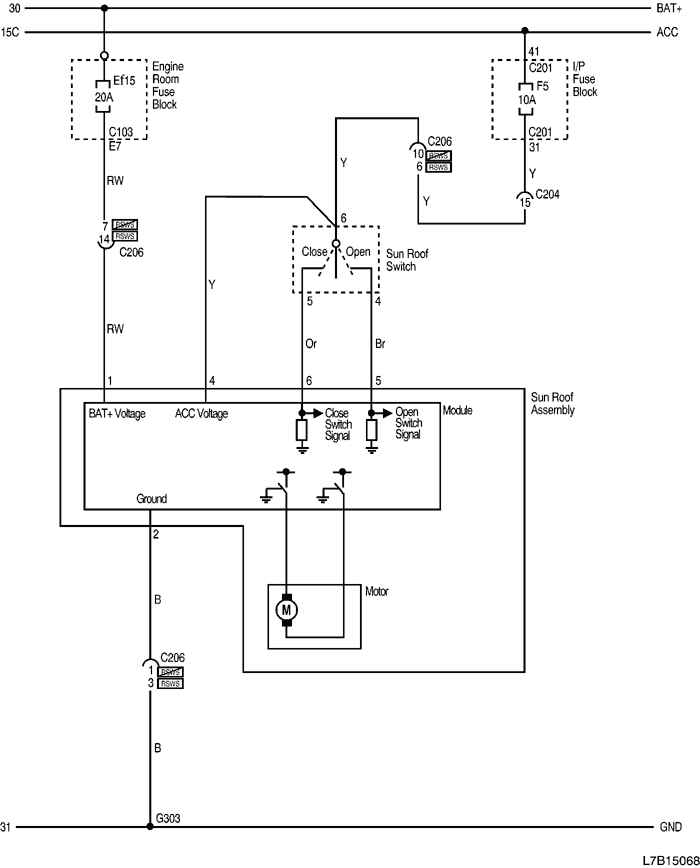 30
BAT+
15C
ACC
41
C201
Engine
Room
Fuse
Block
Ef15
20A
I/P
Fuse
Block
F5
10A
C103
E7
C201
31
C206
10 RSWS
6 RSWS
Y
Y
Y
15
C204
RW
7 RSWS
14 RSWS
C206
6
Close
Open
Sun Roof
Switch
5
4
Y
Or
Br
RW
1
4
6
5
Sun Roof
Assembly
BAT+ Voltage
ACC Voltage
Close
Switch
Signal
Open
Switch
Signal
Module
Ground
2
Motor
M
B
C206
1 RSWS
3 RSWS
B
G303
31
GND
L7B15068